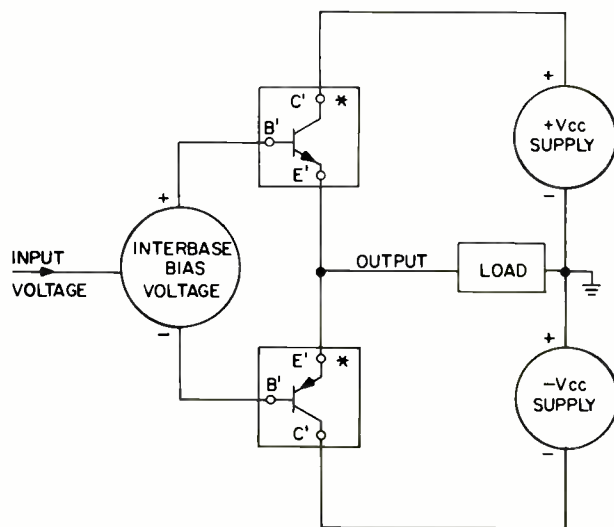 C' *
B'
E'
+
+Vcc
SUPPLY
-
+
INTERBASE
BIAS
VOLTAGE
-
INPUT
VOLTAGE
OUTPUT
LOAD
E' *
B'
C'
+
-Vcc
SUPPLY
-